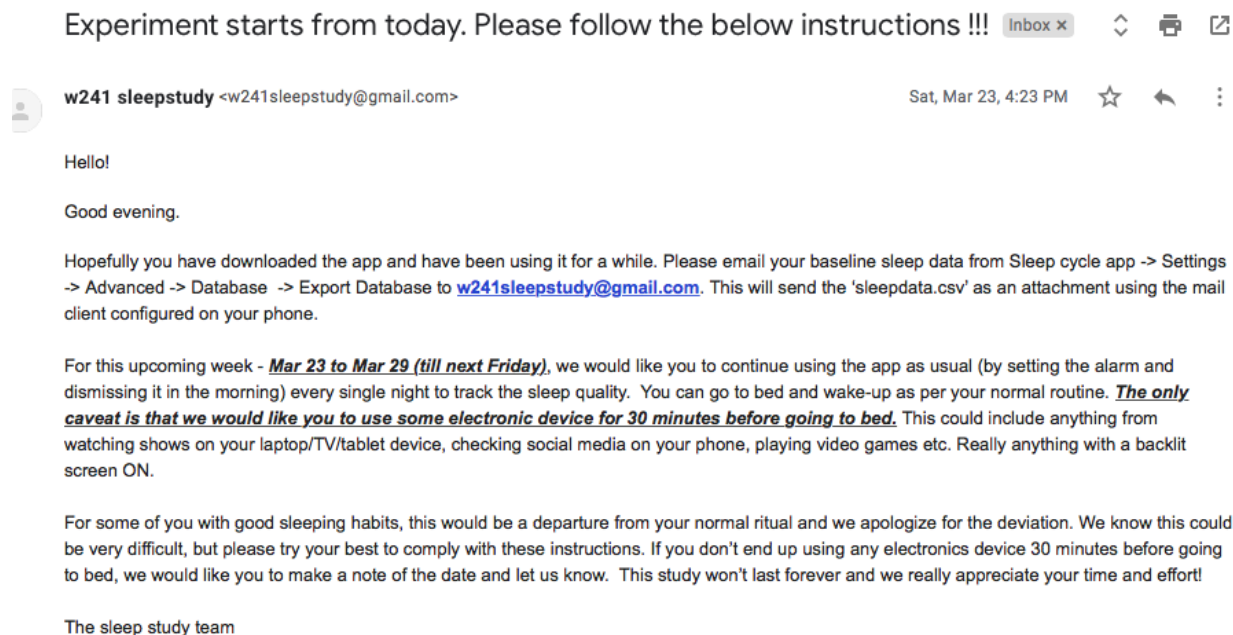 Experiment starts from today. Please follow the below instructions !!! Inbox ×
w241 sleepstudy <w241sleepstudy@gmail.com> Sat, Mar 23, 4:23 PM
Hello!
Good evening.
Hopefully you have downloaded the app and have been using it for a while. Please email your baseline sleep data from Sleep cycle app -> Settings
-> Advanced -> Database -> Export Database to w241sleepstudy@gmail.com. This will send the 'sleepdata.csv' as an attachment using the mail
client configured on your phone.
For this upcoming week - Mar 23 to Mar 29 (till next Friday), we would like you to continue using the app as usual (by setting the alarm and
dismissing it in the morning) every single night to track the sleep quality. You can go to bed and wake-up as per your normal routine. The only
caveat is that we would like you to use some electronic device for 30 minutes before going to bed. This could include anything from
watching shows on your laptop/TV/tablet device, checking social media on your phone, playing video games etc. Really anything with a backlit
screen ON.
For some of you with good sleeping habits, this would be a departure from your normal ritual and we apologize for the deviation. We know this could
be very difficult, but please try your best to comply with these instructions. If you don't end up using any electronics device 30 minutes before going
to bed, we would like you to make a note of the date and let us know. This study won't last forever and we really appreciate your time and effort!
The sleep study team